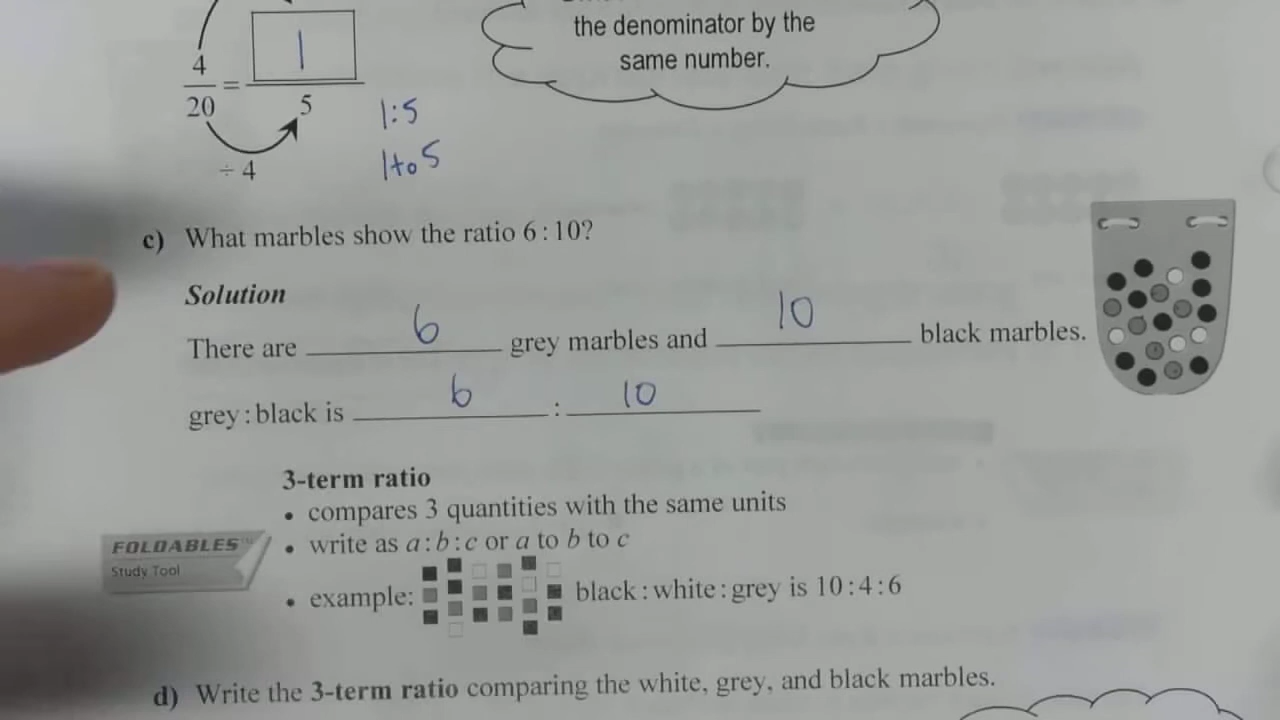 the denominator by the
same number.
4/20 = 1/5
÷ 4
1:5
1 to 5
c) What marbles show the ratio 6:10?
Solution
There are 6 grey marbles and 10 black marbles.
grey:black is 6 : 10
3-term ratio
• compares 3 quantities with the same units
• write as a:b:c or a to b to c
FOLDABLES™
Study Tool
• example: black:white:grey is 10:4:6
d) Write the 3-term ratio comparing the white, grey, and black marbles.